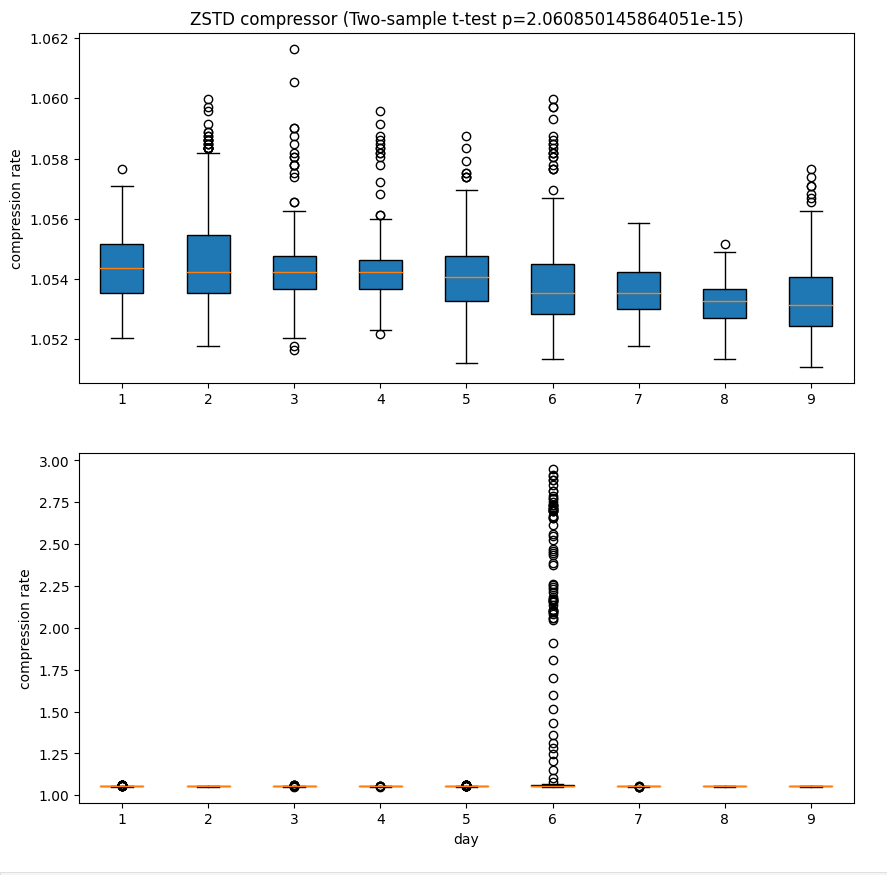 ZSTD compressor (Two-sample t-test p=2.060850145864051e-15)
1.062
1.060
1.058
1.056
1.054
1.052
compression rate
1 2 3 4 5 6 7 8 9
3.00
2.75
2.50
2.25
2.00
1.75
1.50
1.25
1.00
compression rate
1 2 3 4 5 6 7 8 9
day